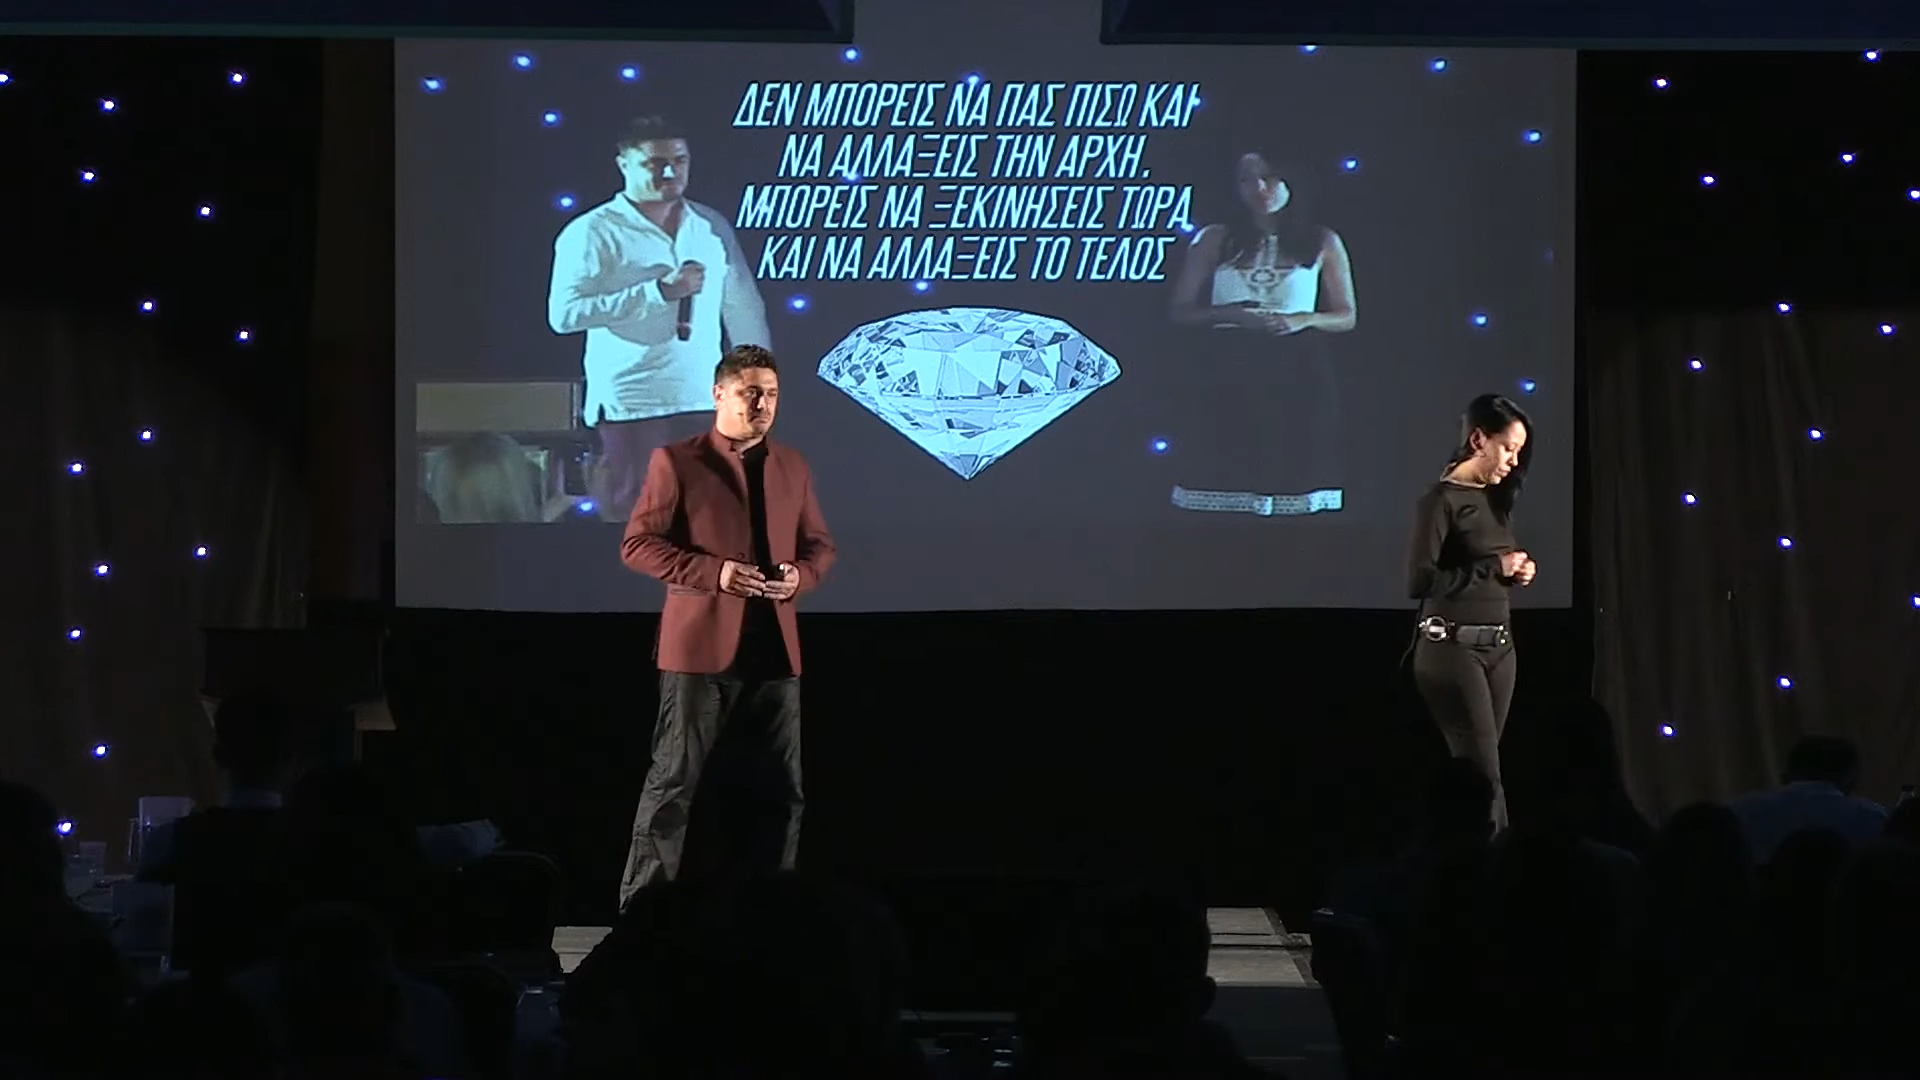 ΔΕΝ ΜΠΟΡΕΙΣ ΝΑ ΠΑΣ ΠΙΣΩ ΚΑΙ
ΝΑ ΑΛΛΑΞΕΙΣ ΤΗΝ ΑΡΧΗ.
ΜΠΟΡΕΙΣ ΝΑ ΞΕΚΙΝΗΣΕΙΣ ΤΩΡΑ
ΚΑΙ ΝΑ ΑΛΛΑΞΕΙΣ ΤΟ ΤΕΛΟΣ